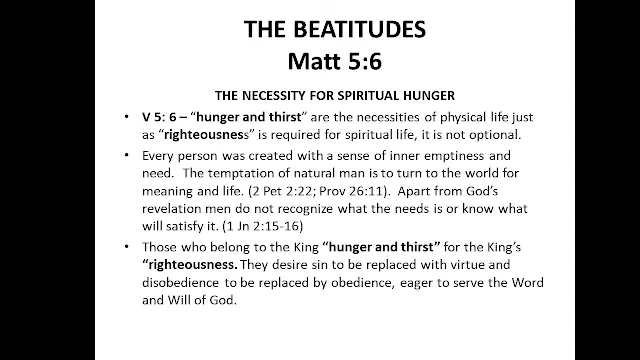 THE BEATITUDES
Matt 5:6
THE NECESSITY FOR SPIRITUAL HUNGER
• V 5: 6 – “hunger and thirst” are the necessities of physical life just
as “righteousness” is required for spiritual life, it is not optional.
• Every person was created with a sense of inner emptiness and
need. The temptation of natural man is to turn to the world for
meaning and life. (2 Pet 2:22; Prov 26:11). Apart from God’s
revelation men do not recognize what the needs is or know what
will satisfy it. (1 Jn 2:15-16)
• Those who belong to the King “hunger and thirst” for the King’s
“righteousness. They desire sin to be replaced with virtue and
disobedience to be replaced by obedience, eager to serve the Word
and Will of God.